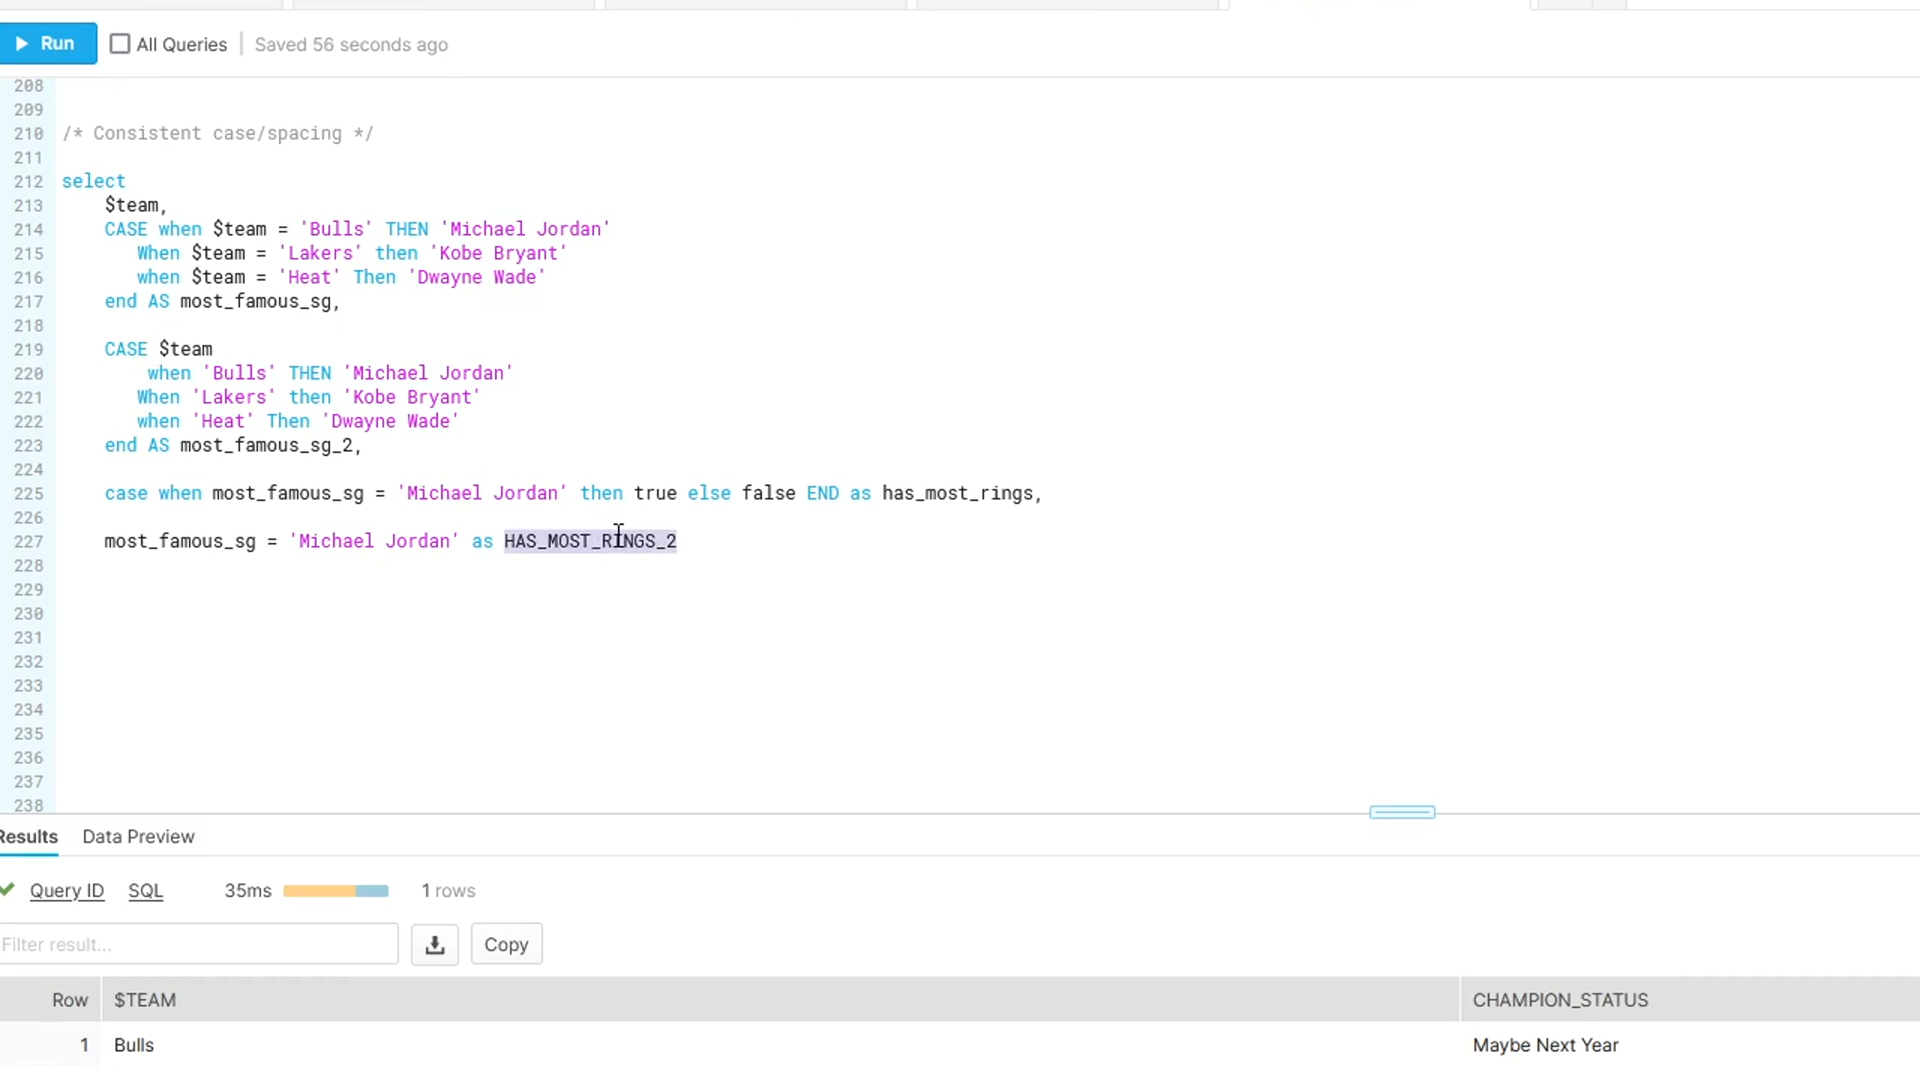 Run All Queries Saved 56 seconds ago
208
209
210 /* Consistent case/spacing */
211
212 select
213 $team,
214 CASE when $team = 'Bulls' THEN 'Michael Jordan'
215 When $team = 'Lakers' then 'Kobe Bryant'
216 when $team = 'Heat' Then 'Dwayne Wade'
217 end AS most_famous_sg,
218
219 CASE $team
220 when 'Bulls' THEN 'Michael Jordan'
221 When 'Lakers' then 'Kobe Bryant'
222 when 'Heat' Then 'Dwayne Wade'
223 end AS most_famous_sg_2,
224
225 case when most_famous_sg = 'Michael Jordan' then true else false END as has_most_rings,
226
227 most_famous_sg = 'Michael Jordan' as HAS_MOST_RINGS_2
228
229
230
231
232
233
234
235
236
237
238
Results Data Preview
Query ID SQL 35ms 1 rows
Filter result... Copy
Row $TEAM CHAMPION_STATUS
1 Bulls Maybe Next Year